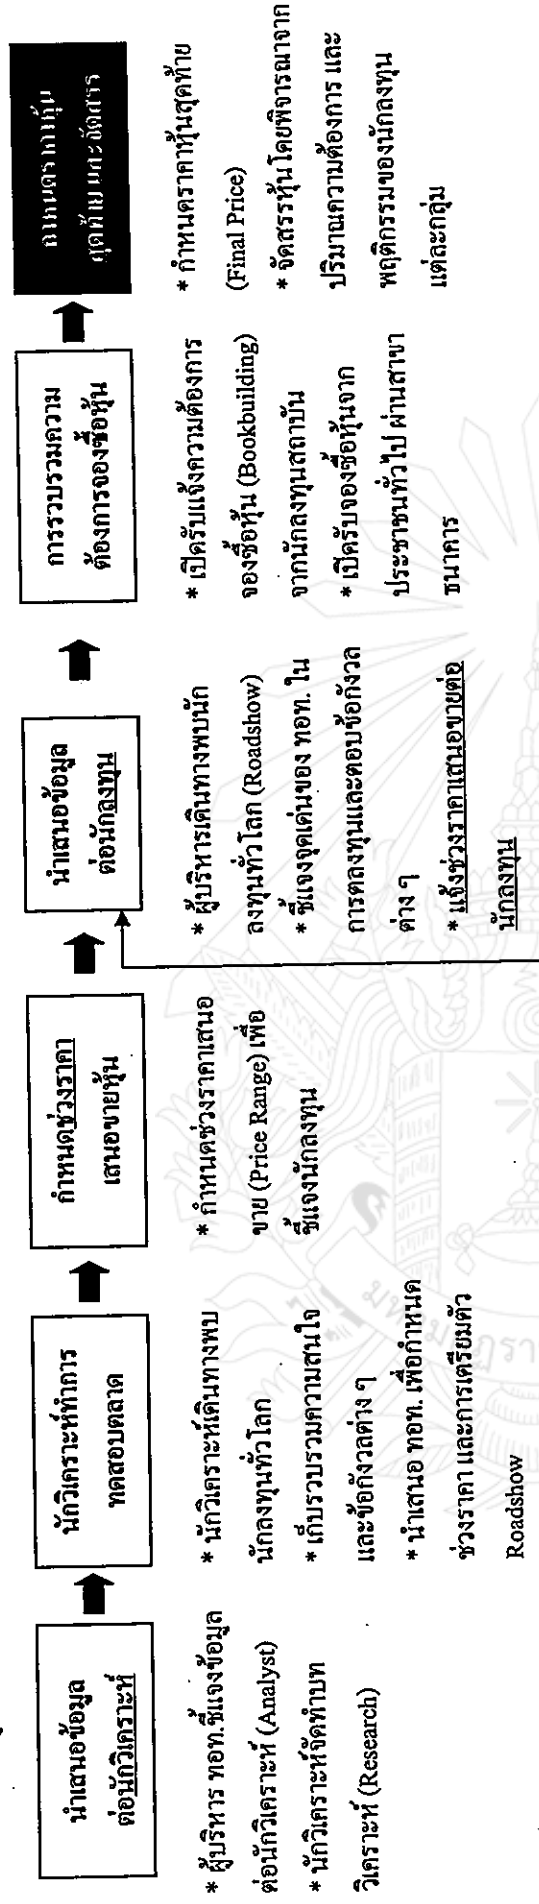 นำเสนอข้อมูล
ต่อนักวิเคราะห์
* ผู้บริหาร ทอท.ชี้แจงข้อมูล
ต่อนักวิเคราะห์ (Analyst)
* นักวิเคราะห์จัดทำบท
วิเคราะห์ (Research)
นักวิเคราะห์ทำการ
ทดสอบตลาด
* นักวิเคราะห์เดินทางพบ
นักลงทุนทั่วโลก
* เก็บรวบรวมความสนใจ
และข้อกังวลต่าง ๆ
* นำเสนอ ทอท. เพื่อกำหนด
ช่วงราคา และการเตรียมตัว
Roadshow
กำหนดช่วงราคา
เสนอขายหุ้น
* กำหนดช่วงราคาเสนอ
ขาย (Price Range) เพื่อ
ชี้แจงนักลงทุน
นำเสนอข้อมูล
ต่อนักลงทุน
* ผู้บริหารเดินทางพบนัก
ลงทุนทั่วโลก (Roadshow)
* ชี้แจงจุดเด่นของ ทอท. ใน
การลงทุนและตอบข้อกังวล
ต่าง ๆ
* แจ้งช่วงราคาเสนอขายต่อ
นักลงทุน
การรวบรวมความ
ต้องการจองซื้อหุ้น
* เปิดรับแจ้งความต้องการ
จองซื้อหุ้น (Bookbuilding)
จากนักลงทุนสถาบัน
* เปิดรับจองซื้อหุ้นจาก
ประชาชนทั่วไป ผ่านสาขา
ธนาคาร
กำหนดราคาหุ้น
สุดท้าย และจัดสรร
* กำหนดราคาหุ้นสุดท้าย
(Final Price)
* จัดสรรหุ้นโดยพิจารณาจาก
ปริมาณความต้องการ และ
พฤติกรรมของนักลงทุน
แต่ละกลุ่ม